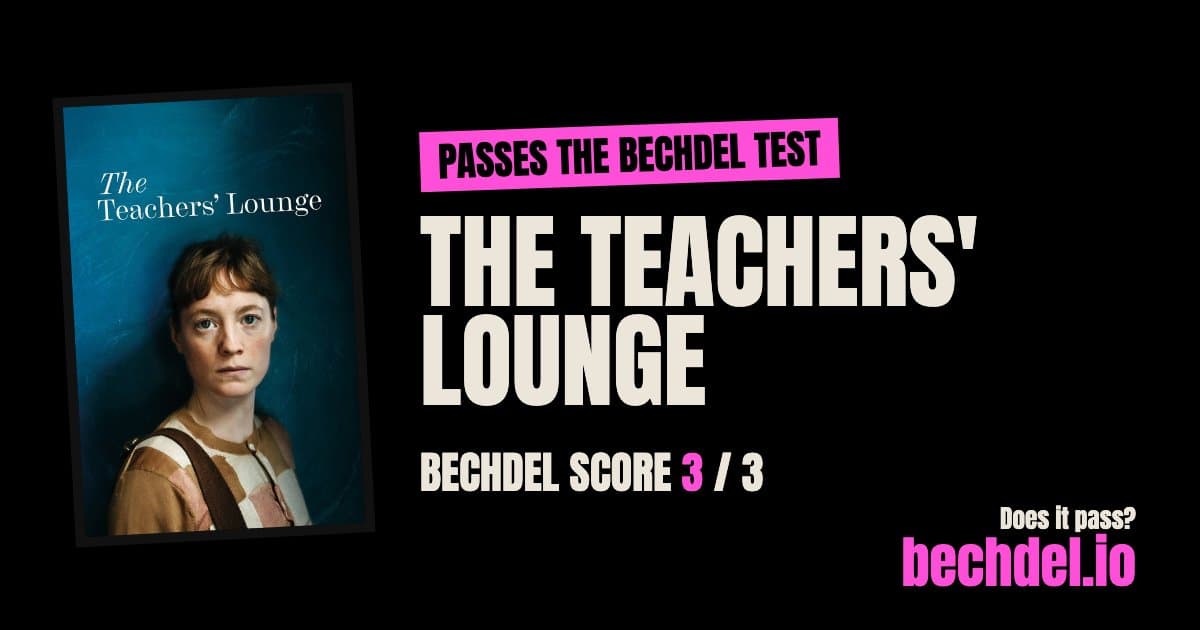 The
Teachers’ Lounge
PASSES THE BECHDEL TEST
THE TEACHERS'
LOUNGE
BECHDEL SCORE 3 / 3
Does it pass?
bechdel.io